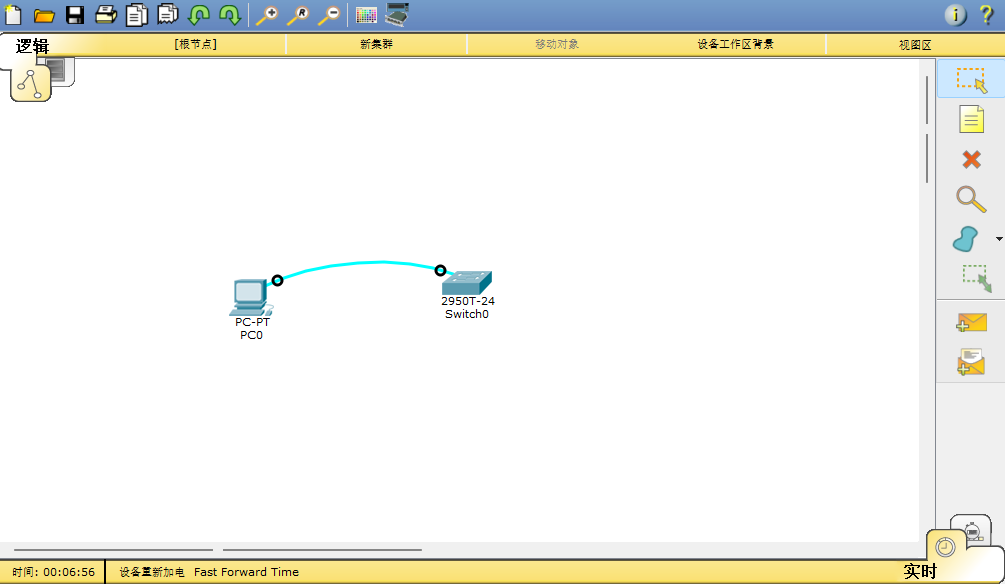 逻辑
[根节点]
新集群
移动对象
设备工作区背景
视图区
PC-PT
PC0
2950T-24
Switch0
时间: 00:06:56
设备重新加电 Fast Forward Time
实时